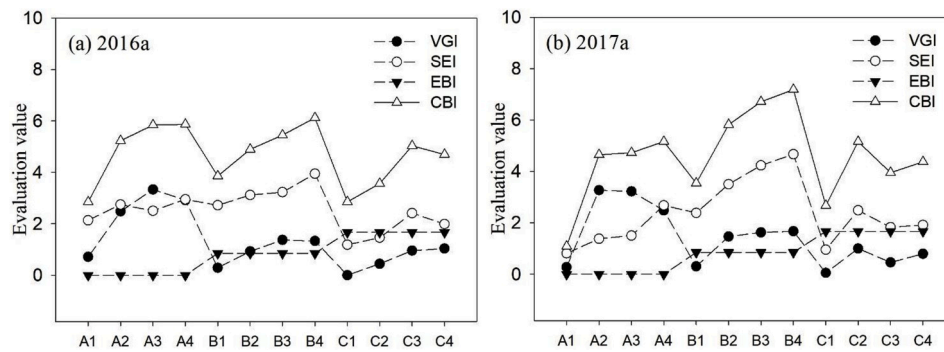 (a) 2016a
VGI
SEI
EBI
CBI
Evaluation value
10
8
6
4
2
0
A1 A2 A3 A4 B1 B2 B3 B4 C1 C2 C3 C4
(b) 2017a
VGI
SEI
EBI
CBI
Evaluation value
10
8
6
4
2
0
A1 A2 A3 A4 B1 B2 B3 B4 C1 C2 C3 C4